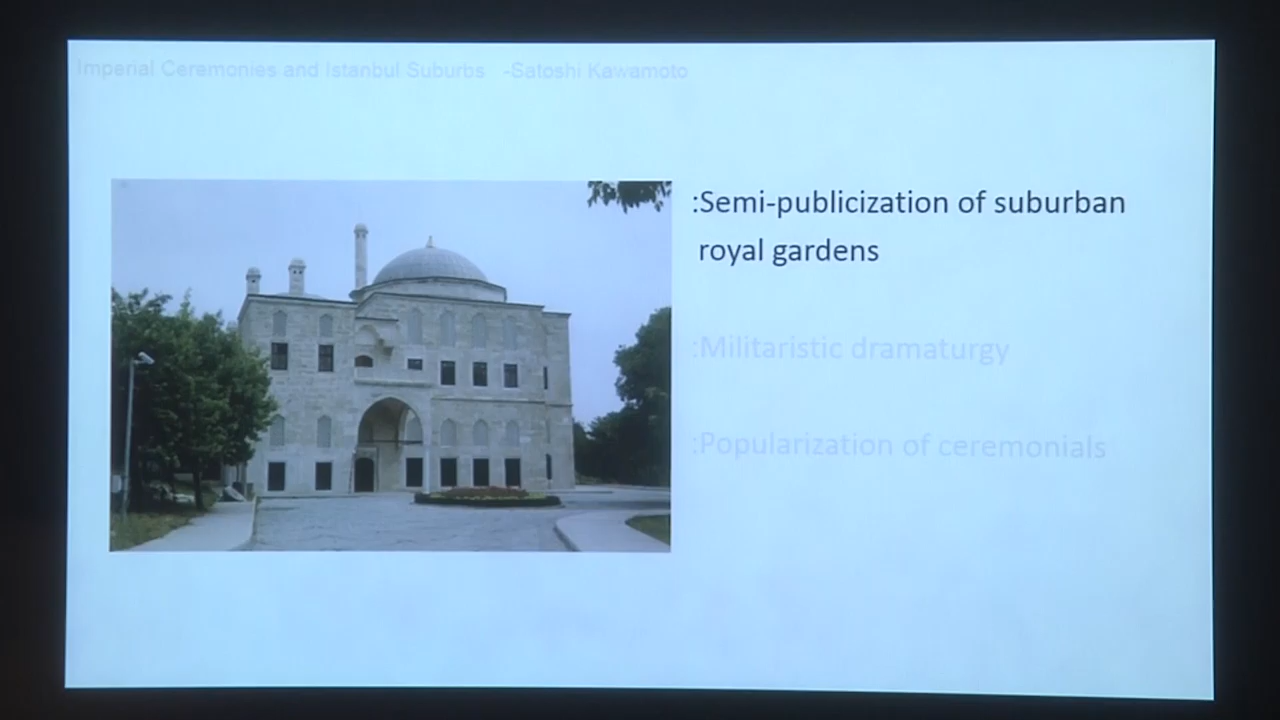 Imperial Ceremonies and Istanbul Suburbs -Satoshi Kawamoto
:Semi-publicization of suburban
royal gardens
:Militaristic dramaturgy
:Popularization of ceremonials